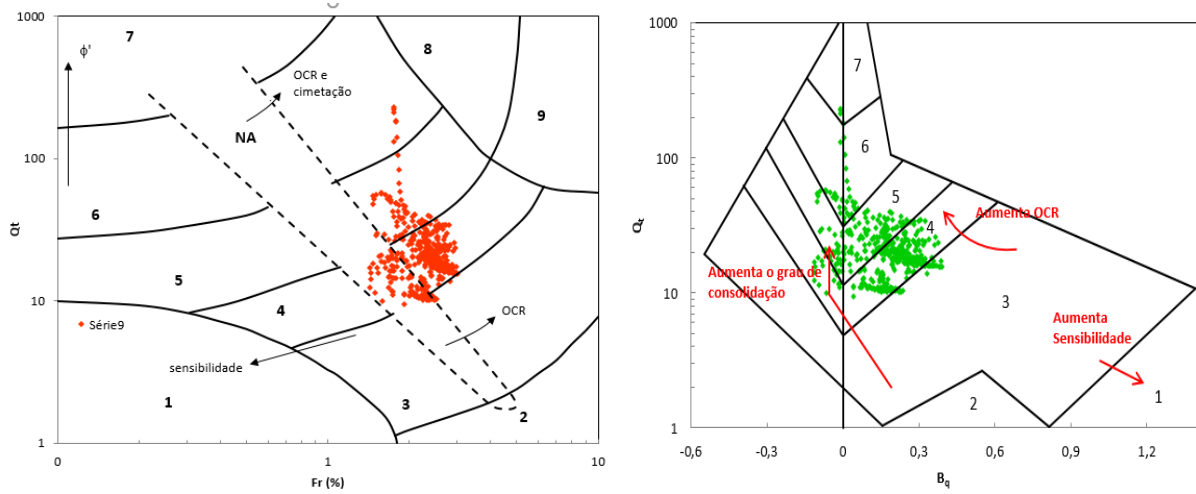 1000
100
10
1
Qt
0
1
10
Fr (%)
7
ϕ'
8
OCR e
cimetação
9
NA
6
5
4
Série9
OCR
sensibilidade
1
3
2
1000
100
10
1
Qt
-0,6
-0,3
0
0,3
0,6
0,9
1,2
Bq
7
6
5
4
Aumenta OCR
Aumenta o grau de
consolidação
3
Aumenta
Sensibilidade
2
1